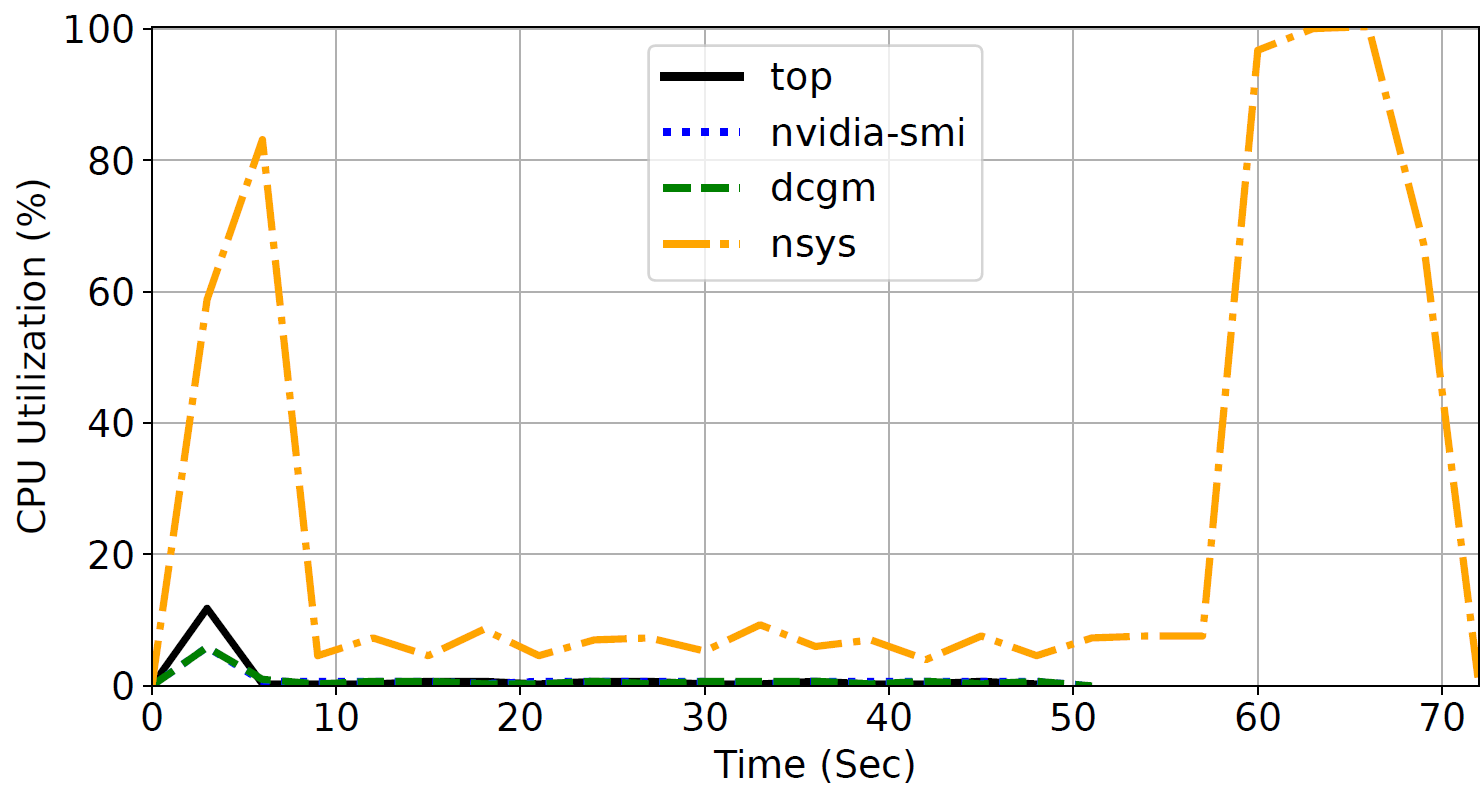 100
80
60
40
20
0
CPU Utilization (%)
top
nvidia-smi
dcgm
nsys
0 10 20 30 40 50 60 70
Time (Sec)